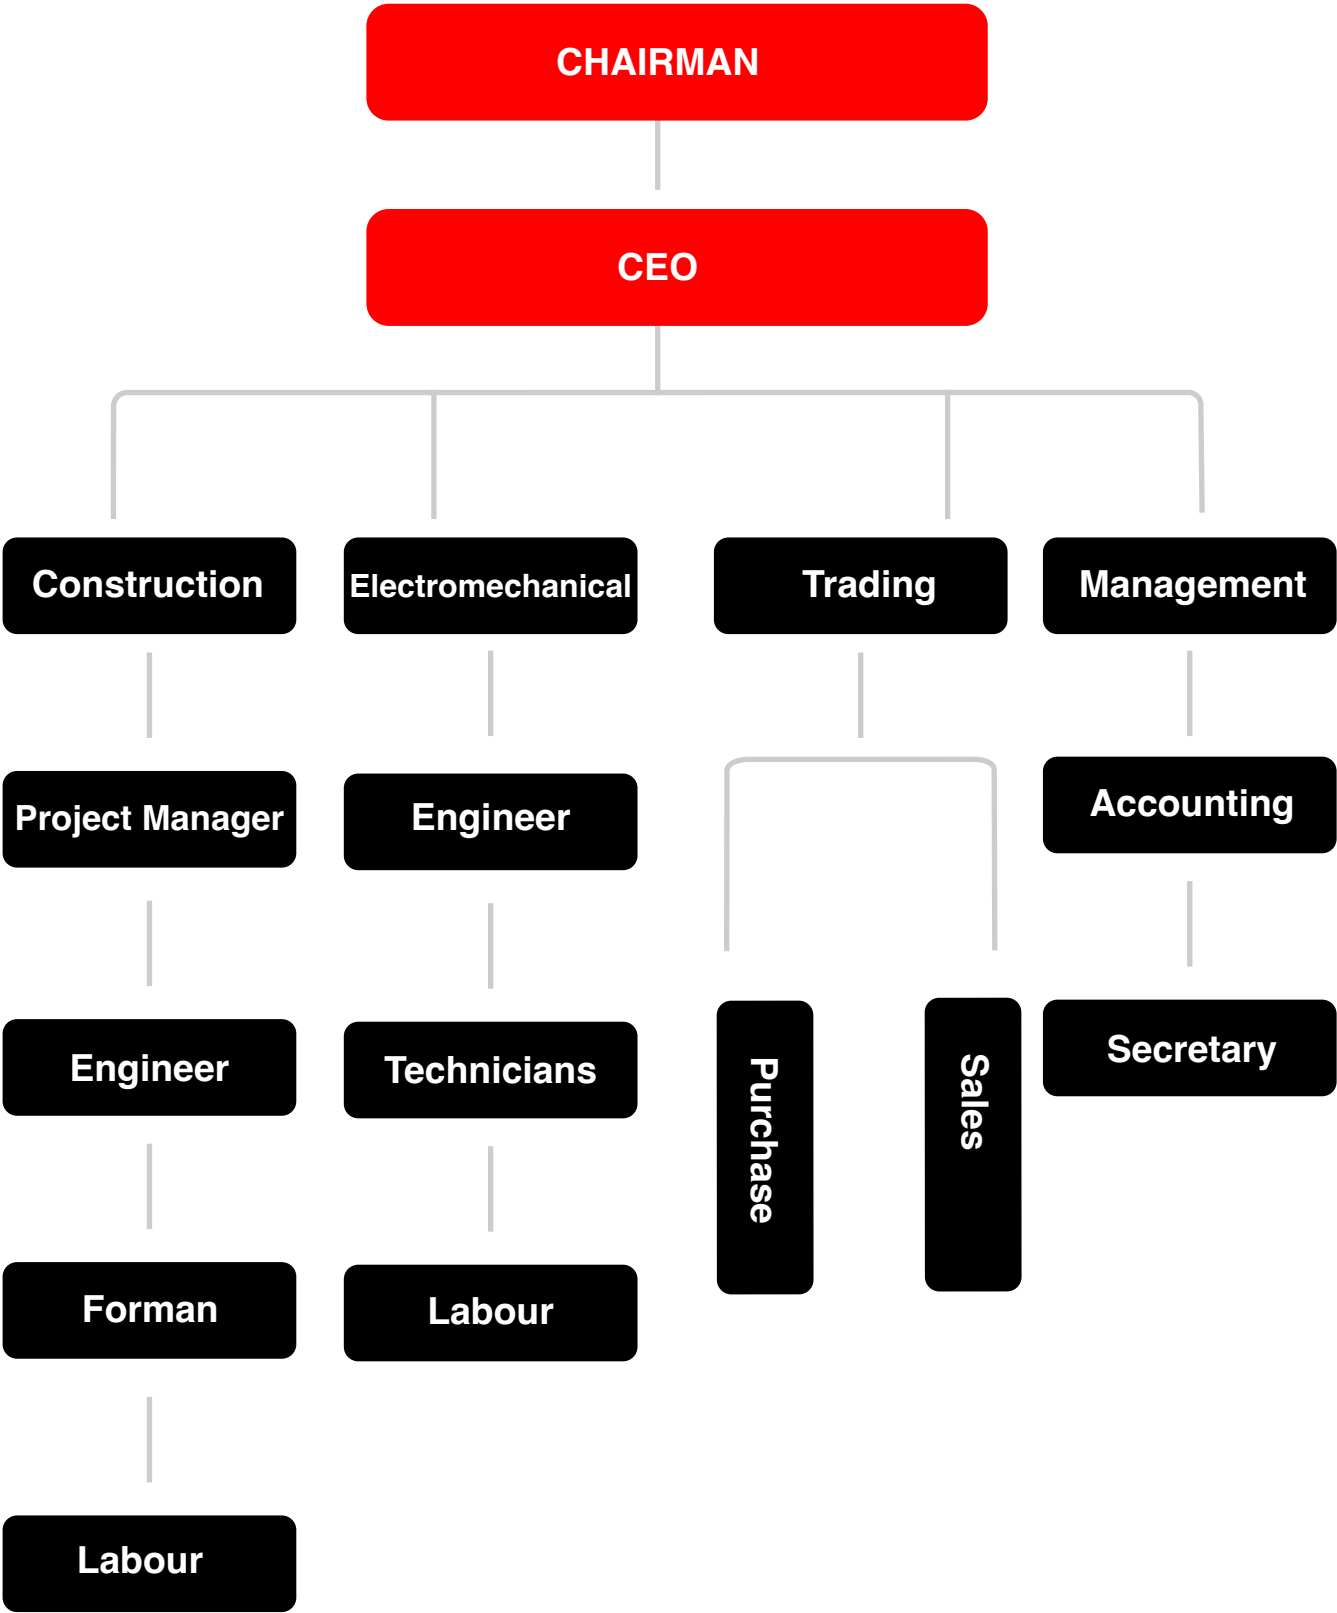 CHAIRMAN
CEO
Construction
Electromechanical
Trading
Management
Project Manager
Engineer
Accounting
Engineer
Technicians
Purchase
Sales
Secretary
Forman
Labour
Labour